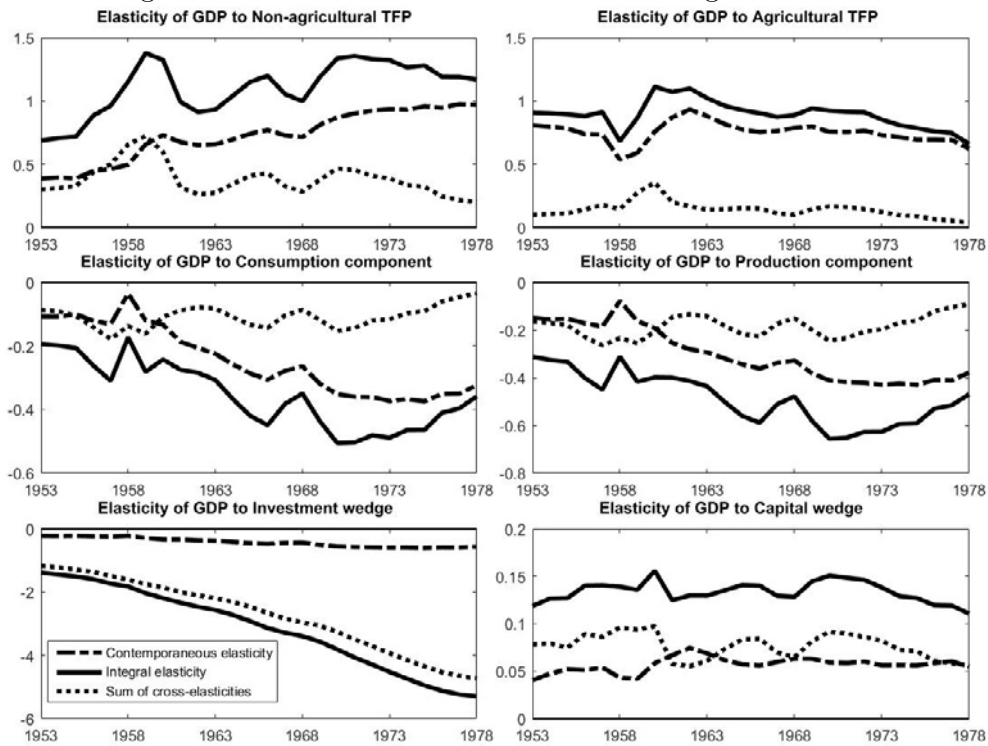 Elasticity of GDP to Non-agricultural TFP
Elasticity of GDP to Agricultural TFP
1.5
1
0.5
0
1953 1958 1963 1968 1973 1978
1.5
1
0.5
0
1953 1958 1963 1968 1973 1978
Elasticity of GDP to Consumption component
Elasticity of GDP to Production component
0
-0.2
-0.4
-0.6
1953 1958 1963 1968 1973 1978
0
-0.2
-0.4
-0.6
-0.8
1953 1958 1963 1968 1973 1978
Elasticity of GDP to Investment wedge
Elasticity of GDP to Capital wedge
0
-2
-4
-6
Contemporaneous elasticity
Integral elasticity
Sum of cross-elasticities
1953 1958 1963 1968 1973 1978
0.2
0.15
0.1
0.05
0
1953 1958 1963 1968 1973 1978